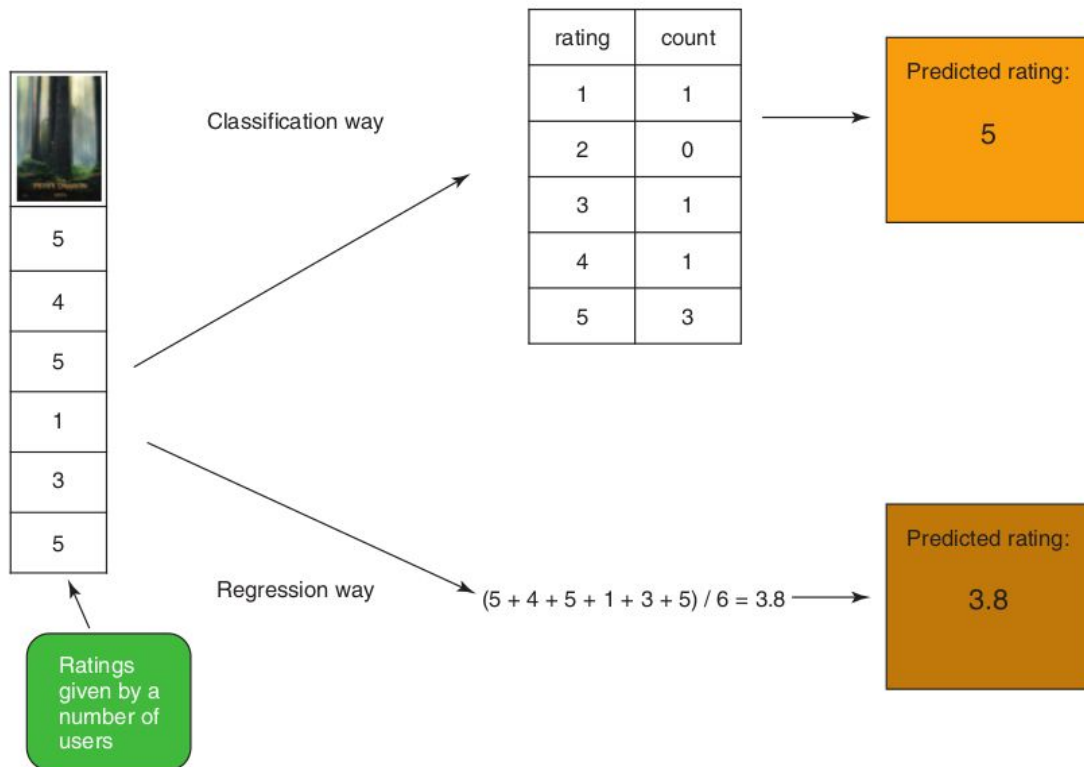 rating count
1 1
2 0
3 1
4 1
5 3
Classification way
Predicted rating:
5
5
4
5
1
3
5
Regression way
(5 + 4 + 5 + 1 + 3 + 5) / 6 = 3.8
Predicted rating:
3.8
Ratings
given by a
number of
users